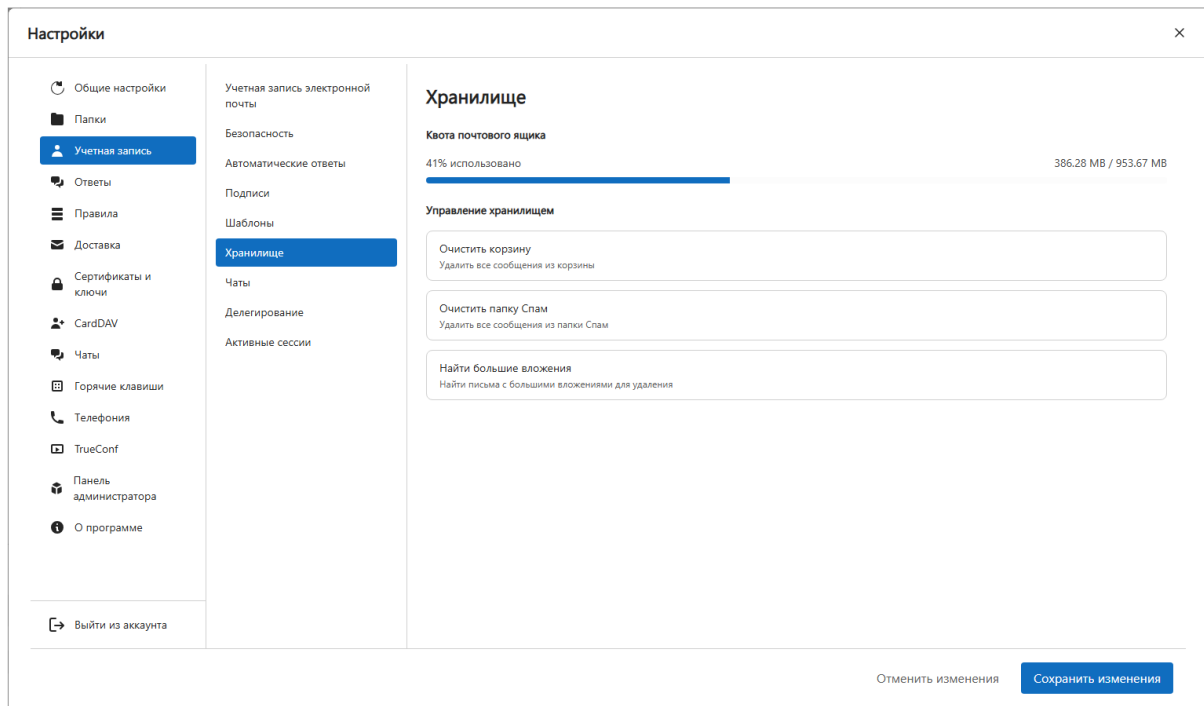 Настройки
Общие настройки
Папки
Учетная запись
Ответы
Правила
Доставка
Сертификаты и
ключи
CardDAV
Чаты
Горячие клавиши
Телефония
TrueConf
Панель
администратора
О программе
Выйти из аккаунта
Учетная запись электронной
почты
Безопасность
Автоматические ответы
Подписи
Шаблоны
Хранилище
Чаты
Делегирование
Активные сессии
Хранилище
Квота почтового ящика
41% использовано 386.28 MB / 953.67 MB
Управление хранилищем
Очистить корзину
Удалить все сообщения из корзины
Очистить папку Спам
Удалить все сообщения из папки Спам
Найти большие вложения
Найти письма с большими вложениями для удаления
Отменить изменения Сохранить изменения